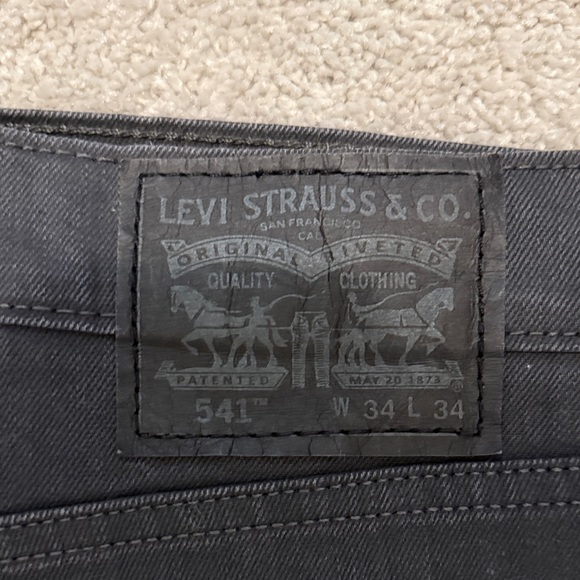 LEVI STRAUSS & CO.
SAN FRANCISCO
CAL
ORIGINAL RIVETED
QUALITY CLOTHING
PATENTED MAY 20 1873
541™ W 34 L 34
®